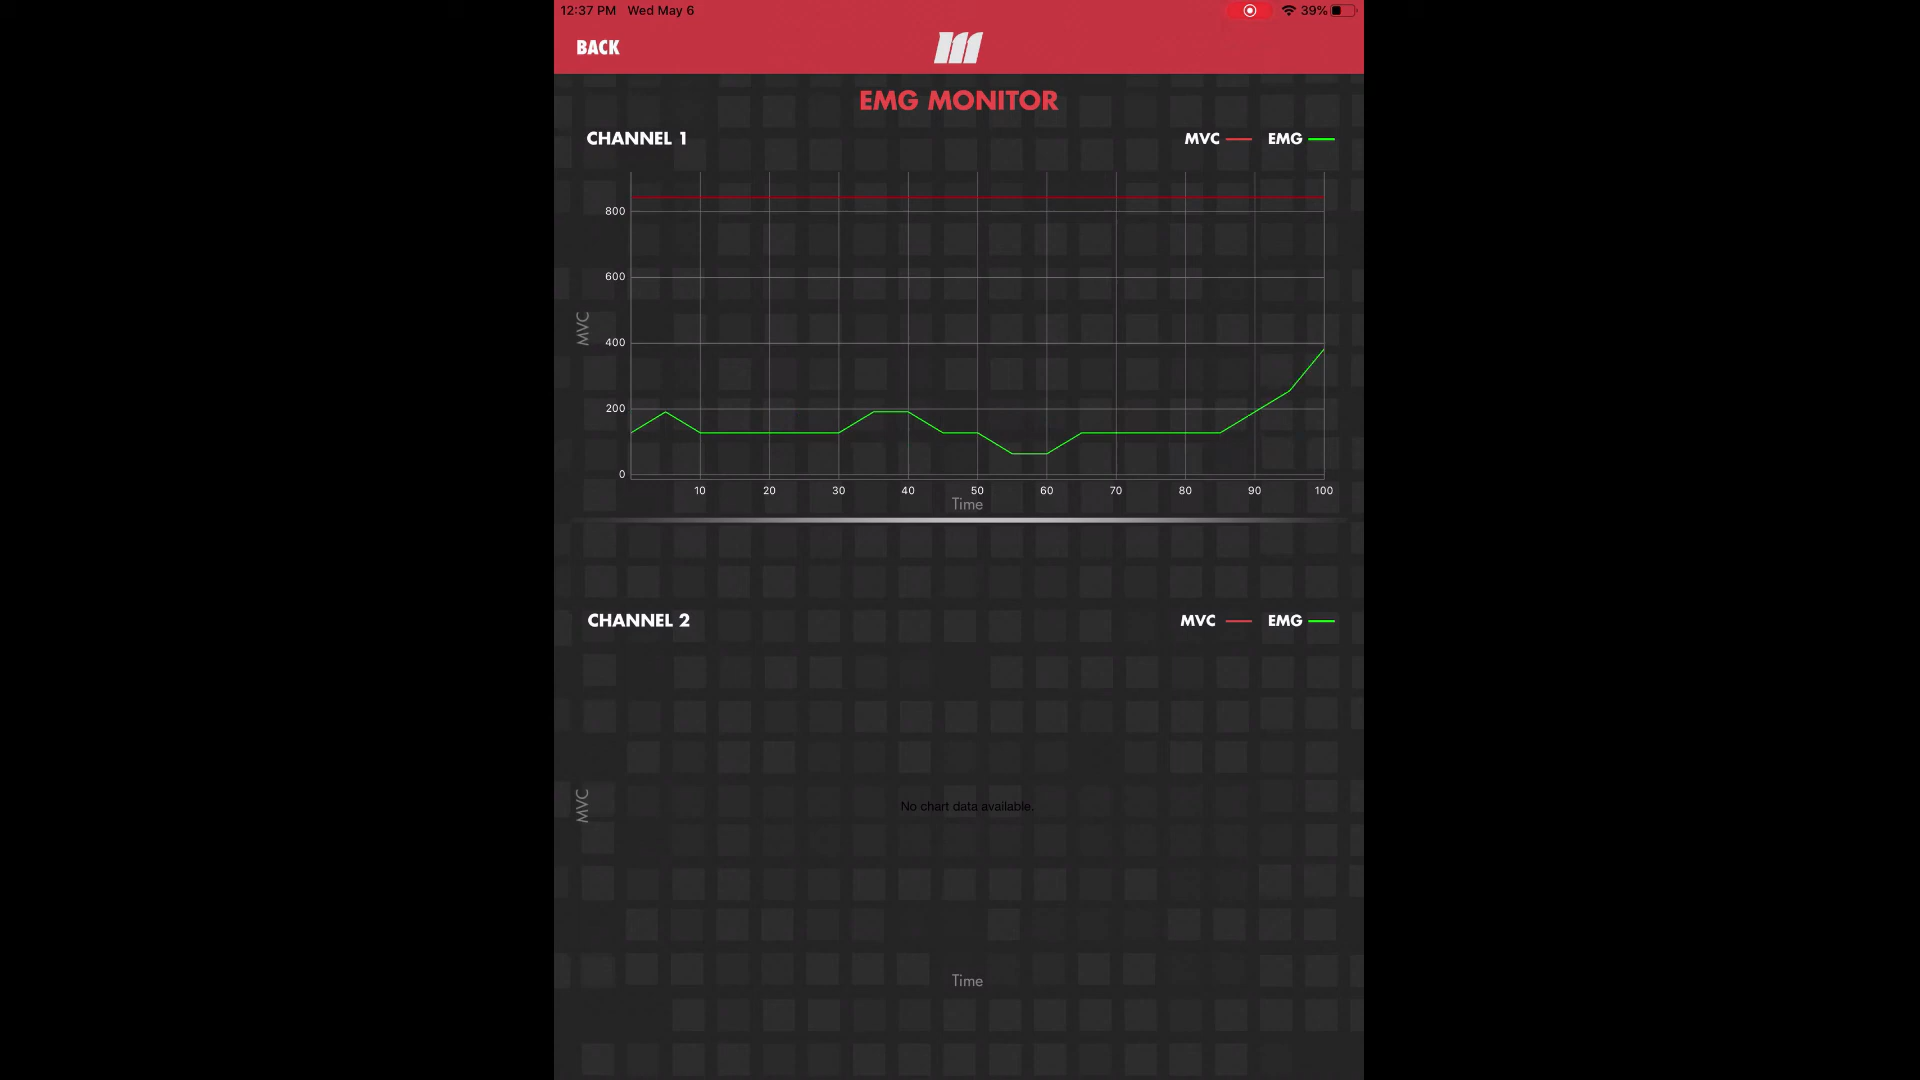 12:37 PM Wed May 6 39%
BACK
EMG MONITOR
CHANNEL 1 MVC EMG
800
600
400
200
0
MVC
10 20 30 40 50 60 70 80 90 100
Time
CHANNEL 2 MVC EMG
MVC
No chart data available.
Time